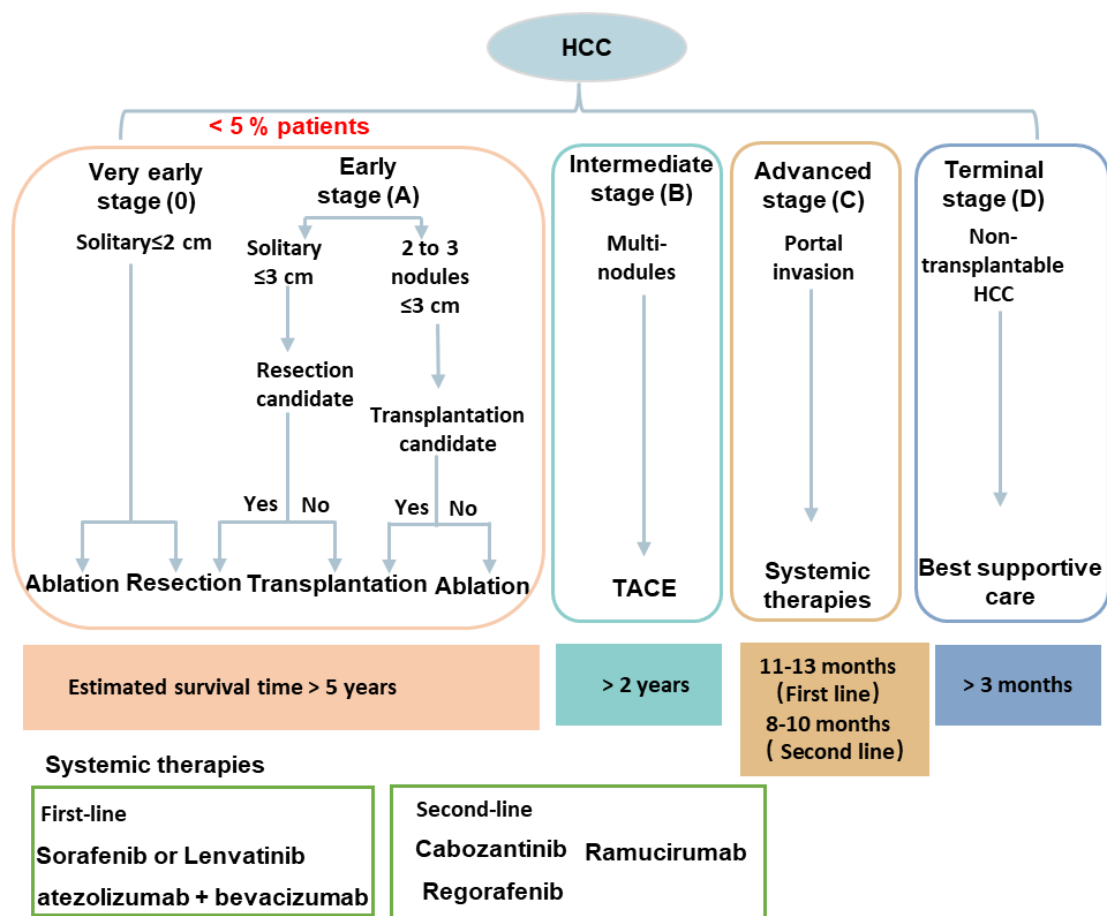 HCC
< 5 % patients
Very early
stage (0)
Solitary≤2 cm
Early
stage (A)
Solitary
≤3 cm
2 to 3
nodules
≤3 cm
Resection
candidate
Transplantation
candidate
Yes No
Yes No
Ablation Resection Transplantation Ablation
Intermediate
stage (B)
Multi-
nodules
TACE
Advanced
stage (C)
Portal
invasion
Systemic
therapies
Terminal
stage (D)
Non-
transplantable
HCC
Best supportive
care
Estimated survival time > 5 years
> 2 years
11-13 months
(First line)
8-10 months
( Second line)
> 3 months
Systemic therapies
First-line
Sorafenib or Lenvatinib
atezolizumab + bevacizumab
Second-line
Cabozantinib Ramucirumab
Regorafenib